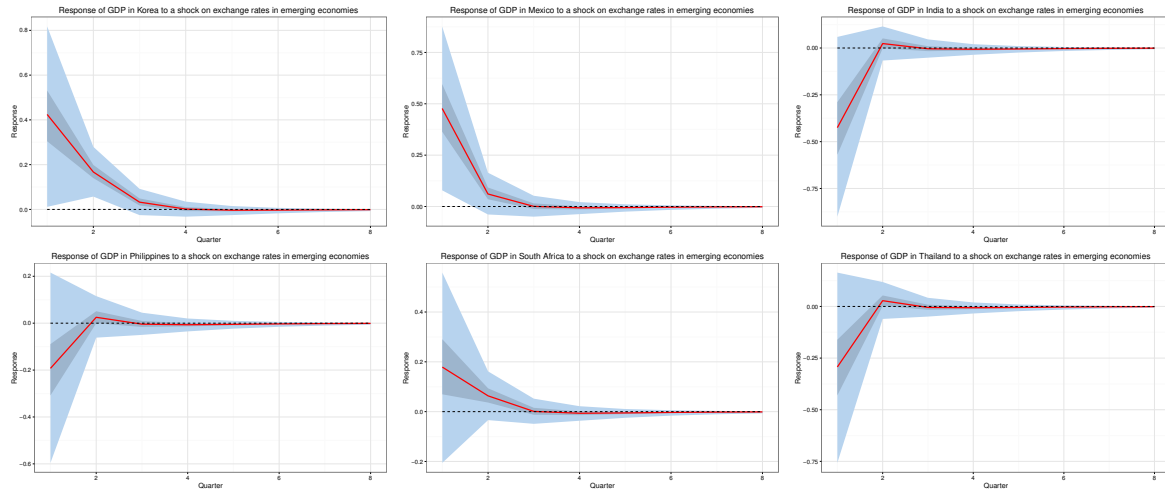 Response of GDP in Korea to a shock on exchange rates in emerging economies
0.8
0.6
0.4
0.2
0.0
Response
2
4
6
8
Quarter
Response of GDP in Mexico to a shock on exchange rates in emerging economies
0.75
0.50
0.25
0.00
Response
2
4
6
8
Quarter
Response of GDP in India to a shock on exchange rates in emerging economies
0.00
−0.25
−0.50
−0.75
Response
2
4
6
8
Quarter
Response of GDP in Philippines to a shock on exchange rates in emerging economies
0.2
0.0
−0.2
−0.4
−0.6
Response
2
4
6
8
Quarter
Response of GDP in South Africa to a shock on exchange rates in emerging economies
0.4
0.2
0.0
−0.2
Response
2
4
6
8
Quarter
Response of GDP in Thailand to a shock on exchange rates in emerging economies
0.00
−0.25
−0.50
−0.75
Response
2
4
6
8
Quarter